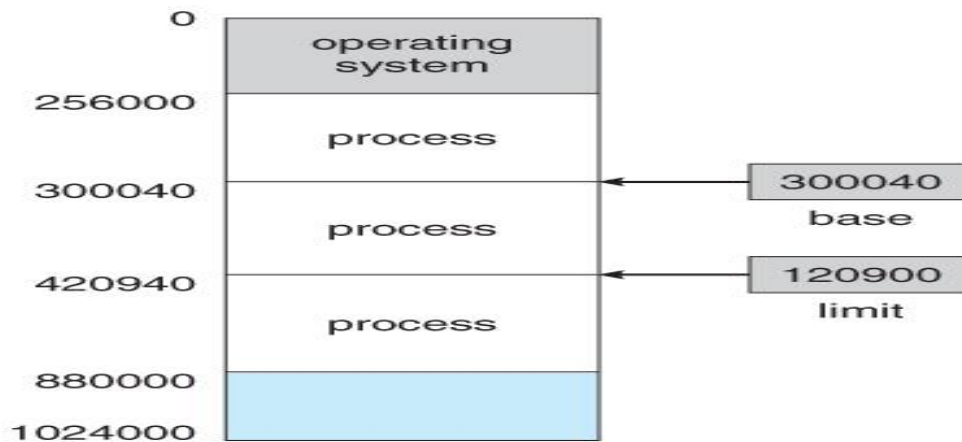 0
operating
system
256000
process
300040
300040
base
process
420940
120900
limit
process
880000
1024000